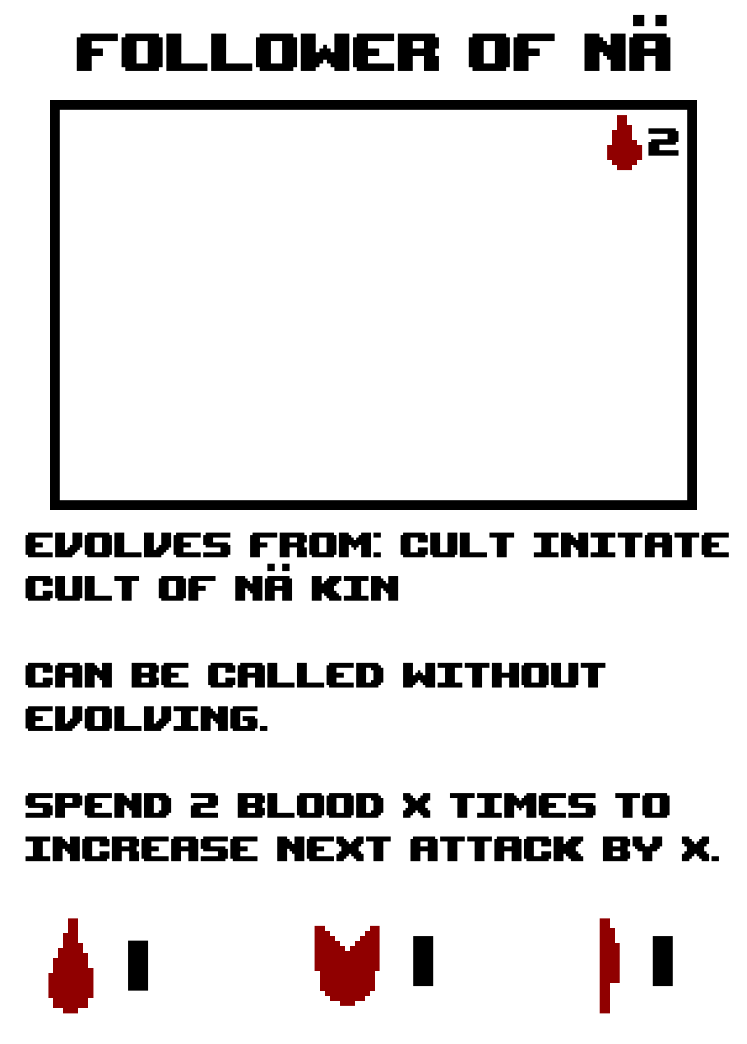 FOLLOWER OF NÄ
2
EVOLVES FROM: CULT INITATE
CULT OF NÄ KIN
CAN BE CALLED WITHOUT
EVOLVING.
SPEND 2 BLOOD X TIMES TO
INCREASE NEXT ATTACK BY X.
1 1 1